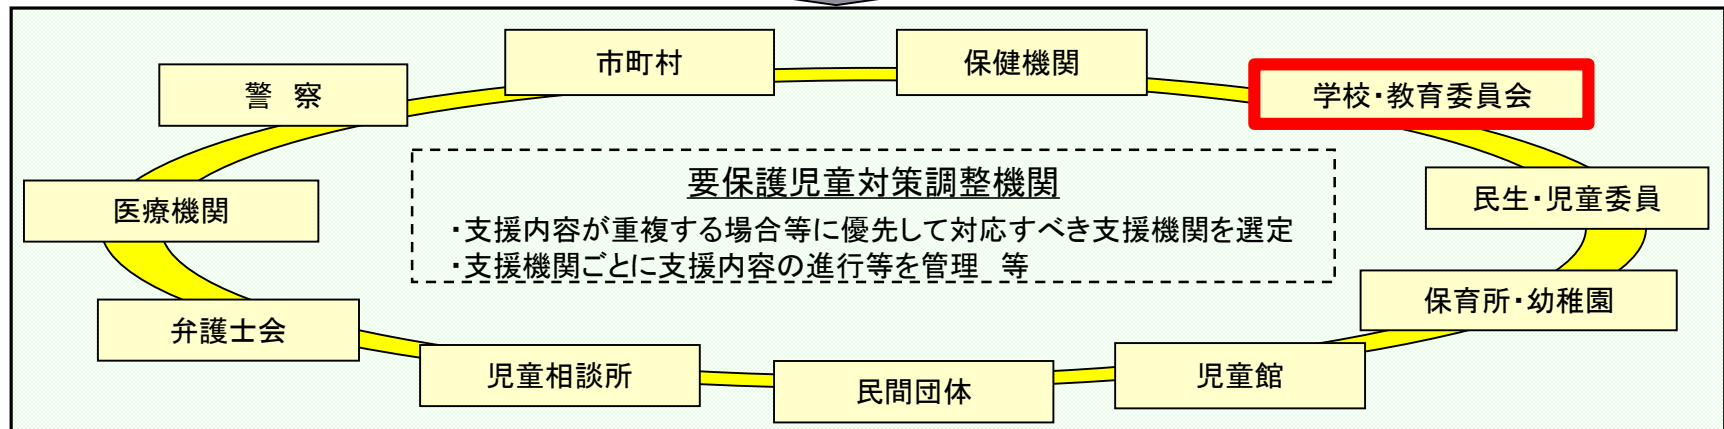 市町村
保健機関
警 察
学校・教育委員会
要保護児童対策調整機関
医療機関
民生・児童委員
・支援内容が重複する場合等に優先して対応すべき支援機関を選定
・支援機関ごとに支援内容の進行等を管理 等
保育所・幼稚園
弁護士会
児童相談所
民間団体
児童館